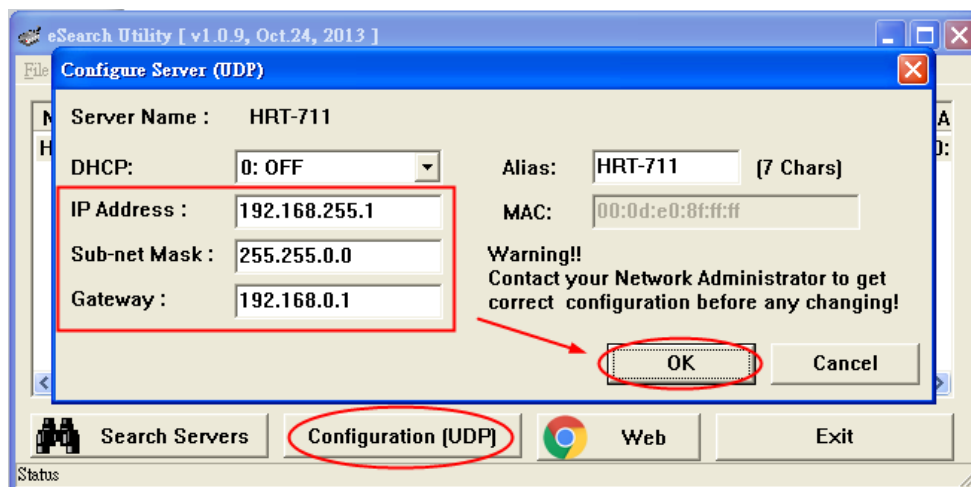 eSearch Utility [ v1.0.9, Oct.24, 2013 ]
File
Configure Server (UDP)
N
A
H
0:
Server Name : HRT-711
DHCP: 0: OFF
Alias: HRT-711 (7 Chars)
IP Address : 192.168.255.1
MAC: 00:0d:e0:8f:ff:ff
Sub-net Mask : 255.255.0.0
Gateway : 192.168.0.1
Warning!!
Contact your Network Administrator to get
correct configuration before any changing!
OK
Cancel
Search Servers
Configuration (UDP)
Web
Exit
Status